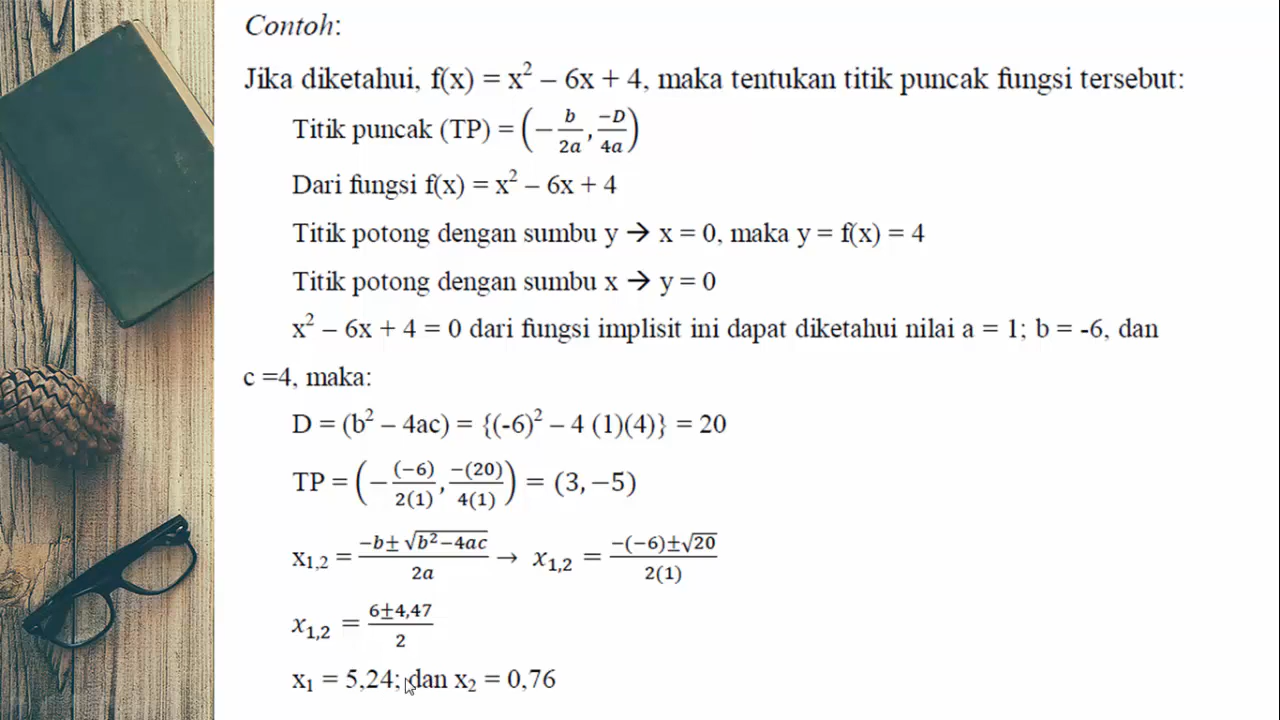 Contoh:
Jika diketahui, f(x) = x² – 6x + 4, maka tentukan titik puncak fungsi tersebut:
Titik puncak (TP) = (−b/2a, −D/4a)
Dari fungsi f(x) = x² – 6x + 4
Titik potong dengan sumbu y → x = 0, maka y = f(x) = 4
Titik potong dengan sumbu x → y = 0
x² – 6x + 4 = 0 dari fungsi implisit ini dapat diketahui nilai a = 1; b = -6, dan
c =4, maka:
D = (b² – 4ac) = {(-6)² – 4 (1)(4)} = 20
TP = (−(−6)/2(1), −(20)/4(1)) = (3, −5)
x₁,₂ = (−b ± √(b²−4ac))/2a → x₁,₂ = (−(−6)±√20)/2(1)
x₁,₂ = (6±4,47)/2
x₁ = 5,24; dan x₂ = 0,76